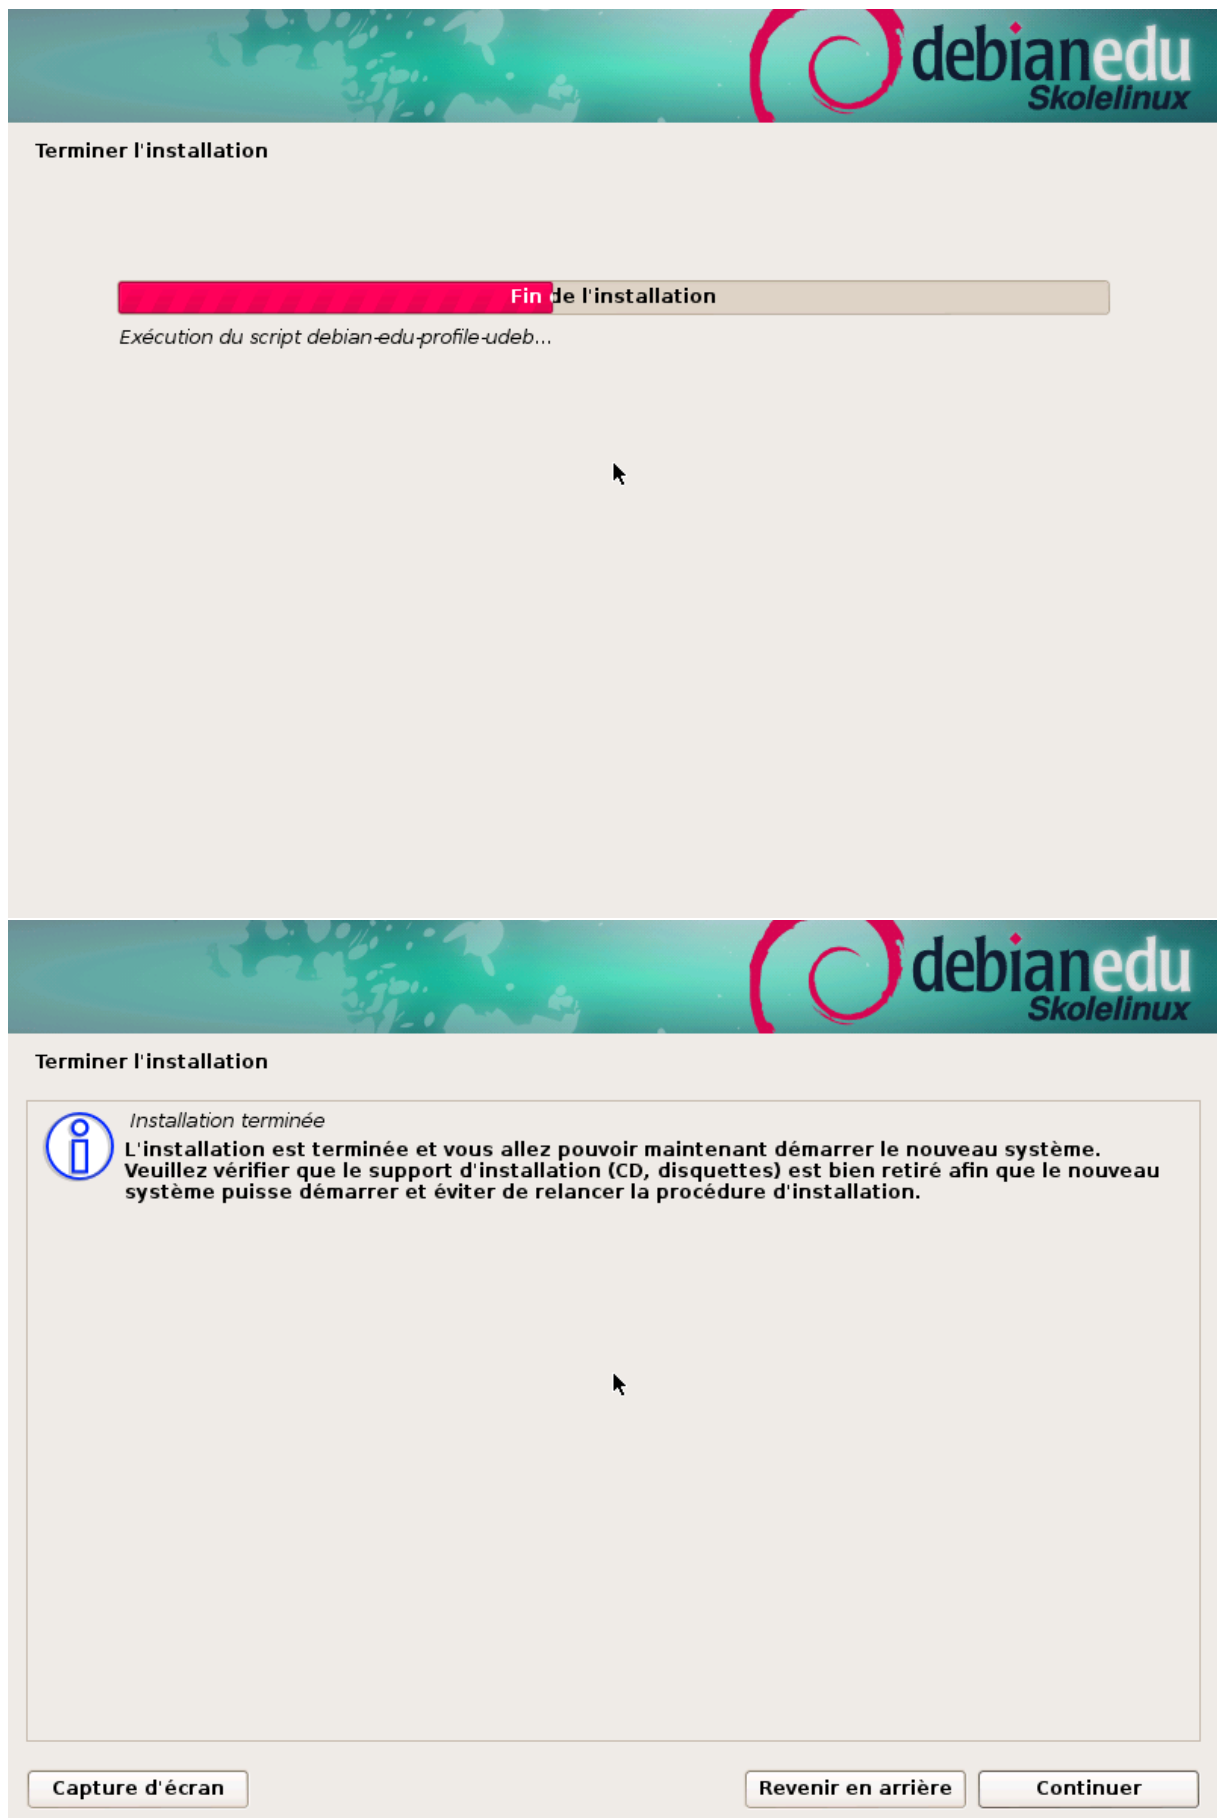 debianedu
Skolelinux
Terminer l'installation
Fin de l'installation
Exécution du script debian-edu-profile-udeb...
debianedu
Skolelinux
Terminer l'installation
Installation terminée
L'installation est terminée et vous allez pouvoir maintenant démarrer le nouveau système.
Veuillez vérifier que le support d'installation (CD, disquettes) est bien retiré afin que le nouveau
système puisse démarrer et éviter de relancer la procédure d'installation.
Capture d'écran
Revenir en arrière
Continuer